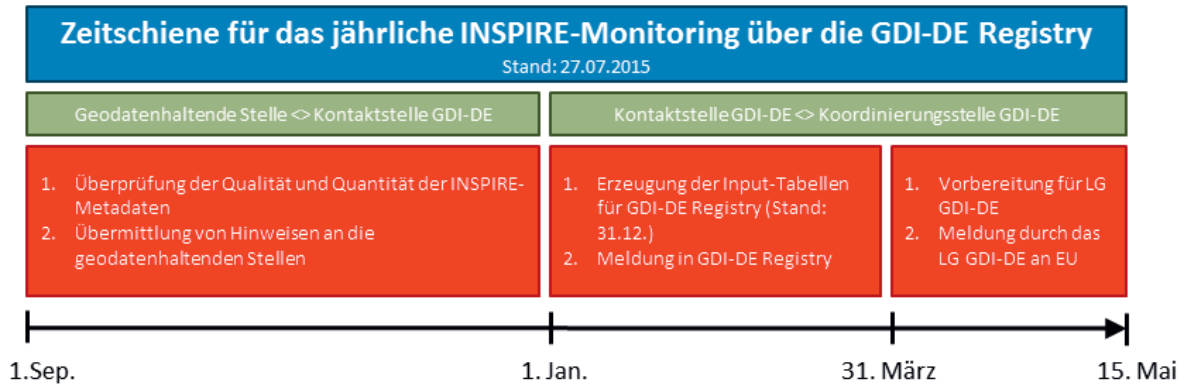 Zeitschiene für das jährliche INSPIRE-Monitoring über die GDI-DE Registry
Stand: 27.07.2015
Geodatenhaltende Stelle <> Kontaktstelle GDI-DE
Kontaktstelle GDI-DE <> Koordinierungsstelle GDI-DE
1. Überprüfung der Qualität und Quantität der INSPIRE-
Metadaten
2. Übermittlung von Hinweisen an die
geodatenhaltenden Stellen
1. Erzeugung der Input-Tabellen
für GDI-DE Registry (Stand:
31.12.)
2. Meldung in GDI-DE Registry
1. Vorbereitung für LG
GDI-DE
2. Meldung durch das
LG GDI-DE an EU
1.Sep.
1. Jan.
31. März
15. Mai